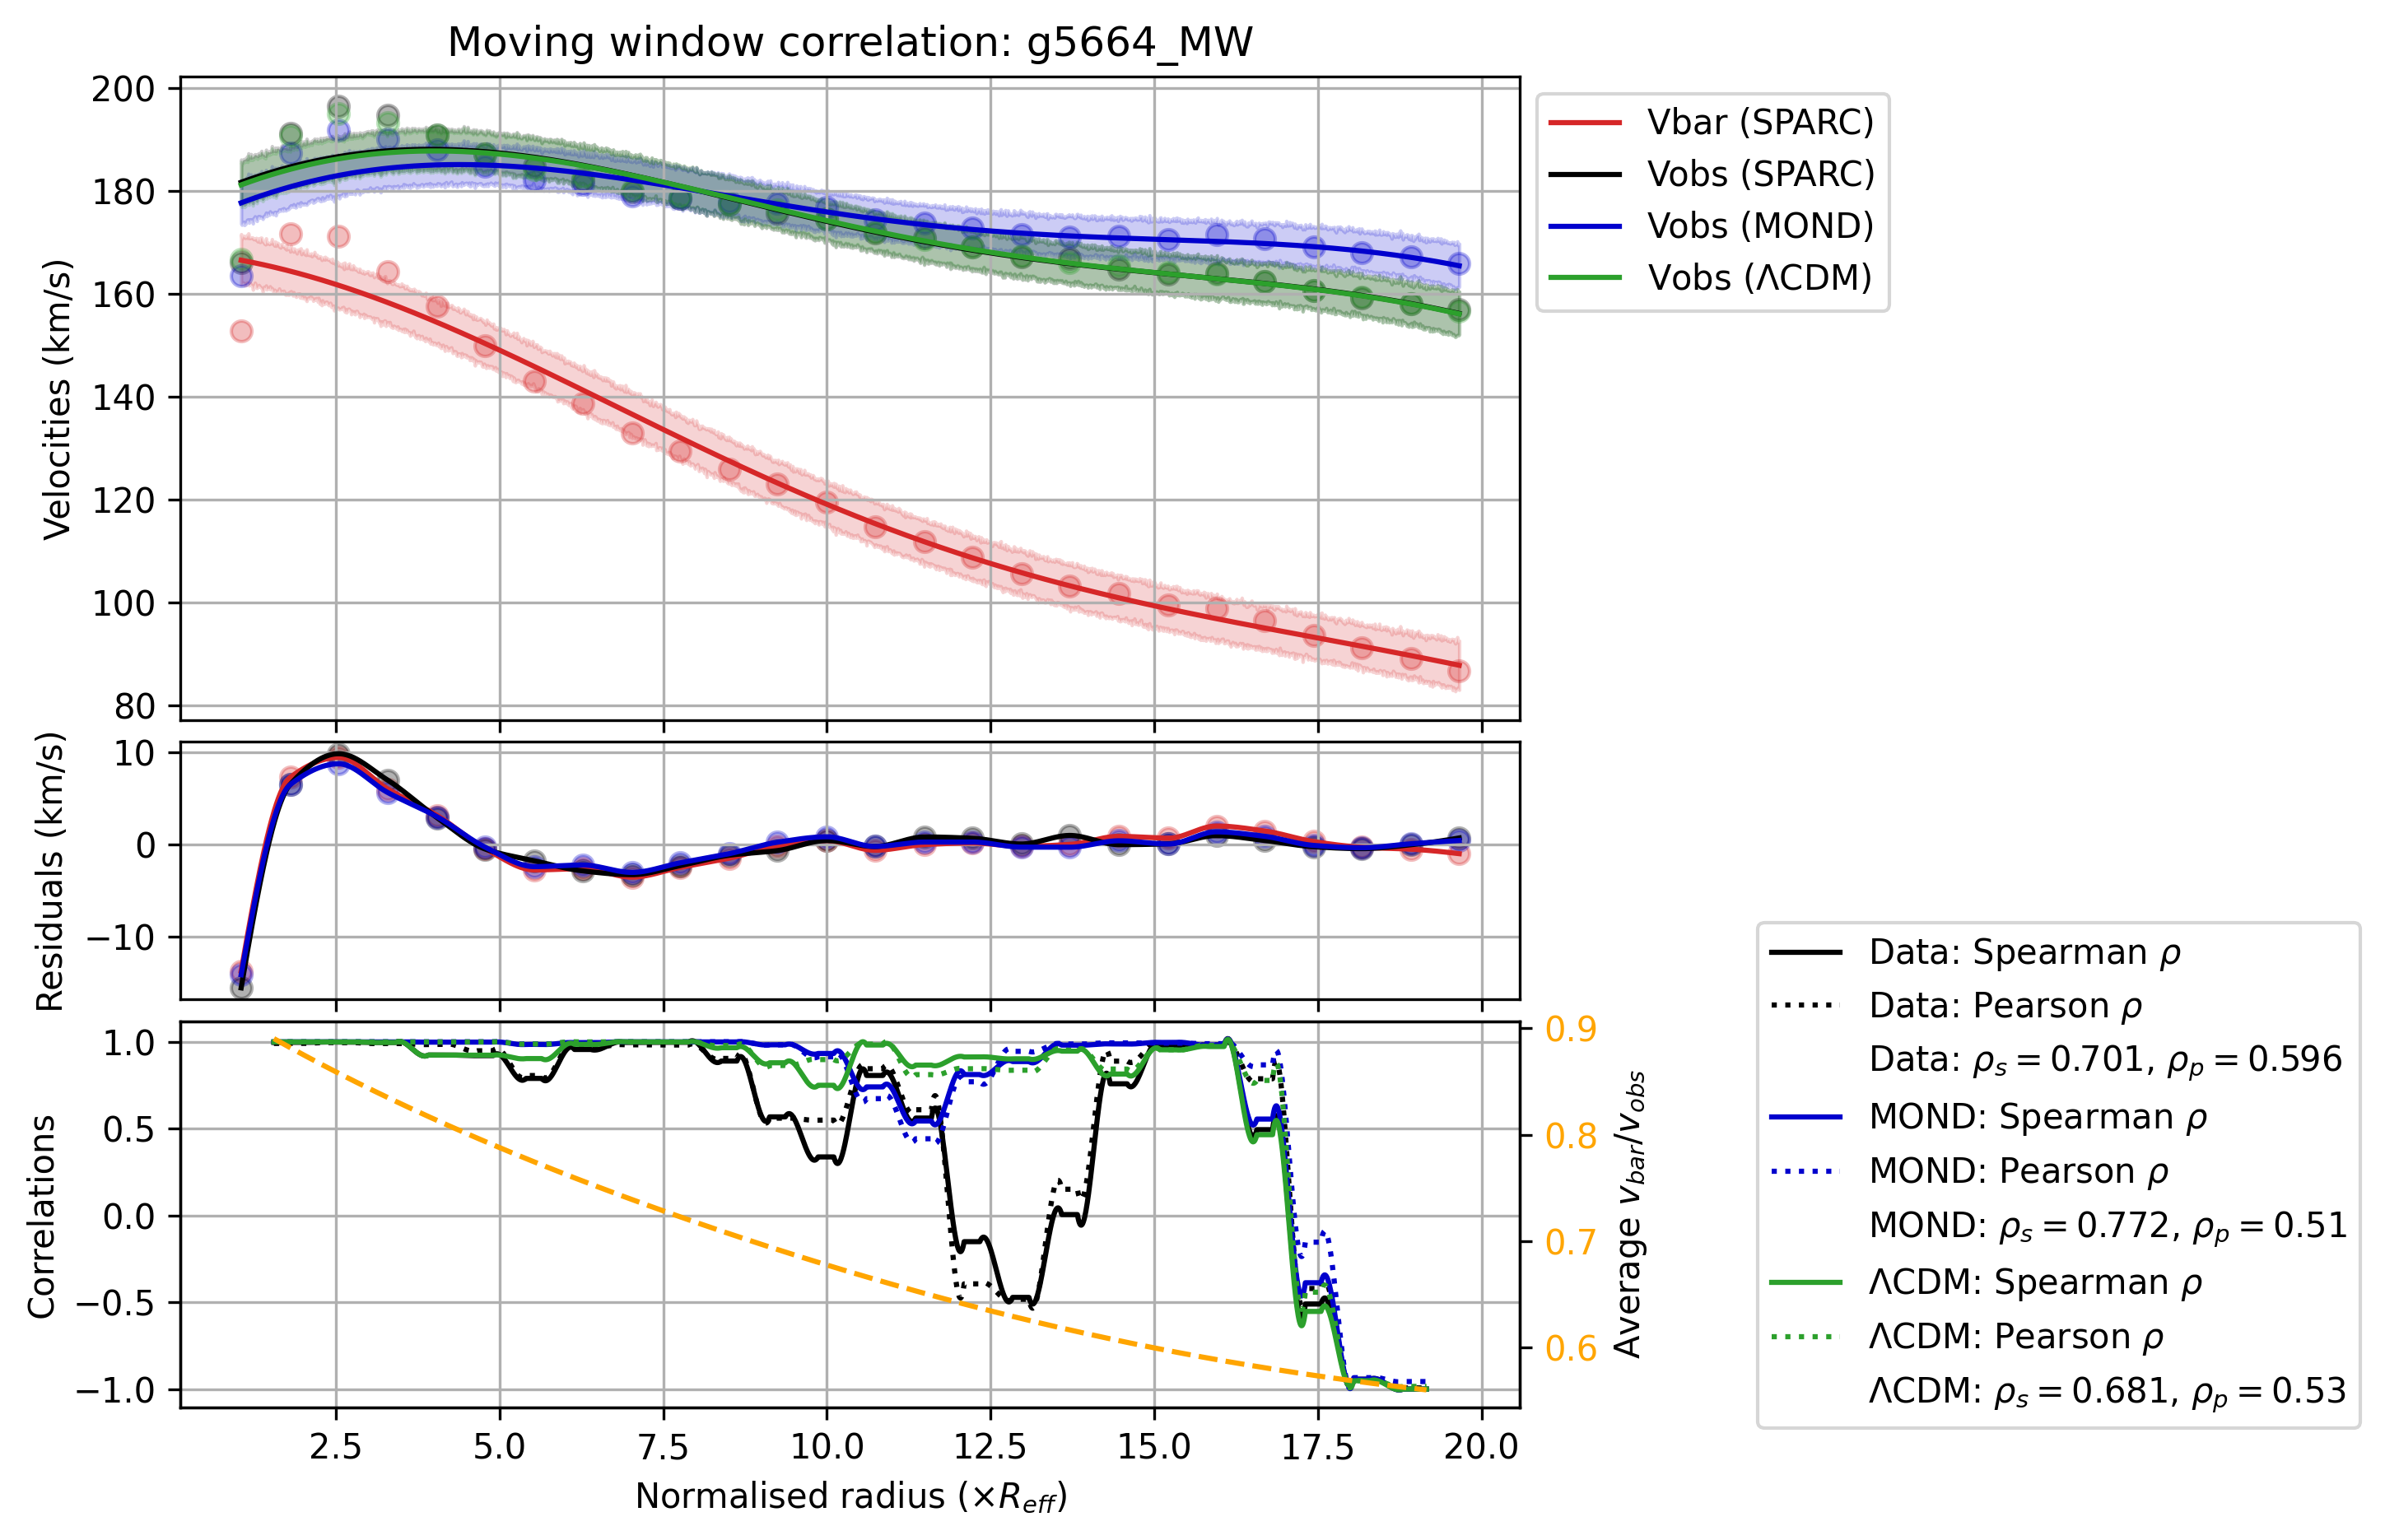 Moving window correlation: g5664_MW
200
180
160
140
120
100
80
Velocities (km/s)
Vbar (SPARC)
Vobs (SPARC)
Vobs (MOND)
Vobs (ΛCDM)
10
0
−10
Residuals (km/s)
1.0
0.5
0.0
−0.5
−1.0
Correlations
0.9
0.8
0.7
0.6
Average v_bar/v_obs
2.5 5.0 7.5 10.0 12.5 15.0 17.5 20.0
Normalised radius (×R_eff)
Data: Spearman ρ
Data: Pearson ρ
Data: ρ_s = 0.701, ρ_p = 0.596
MOND: Spearman ρ
MOND: Pearson ρ
MOND: ρ_s = 0.772, ρ_p = 0.51
ΛCDM: Spearman ρ
ΛCDM: Pearson ρ
ΛCDM: ρ_s = 0.681, ρ_p = 0.53